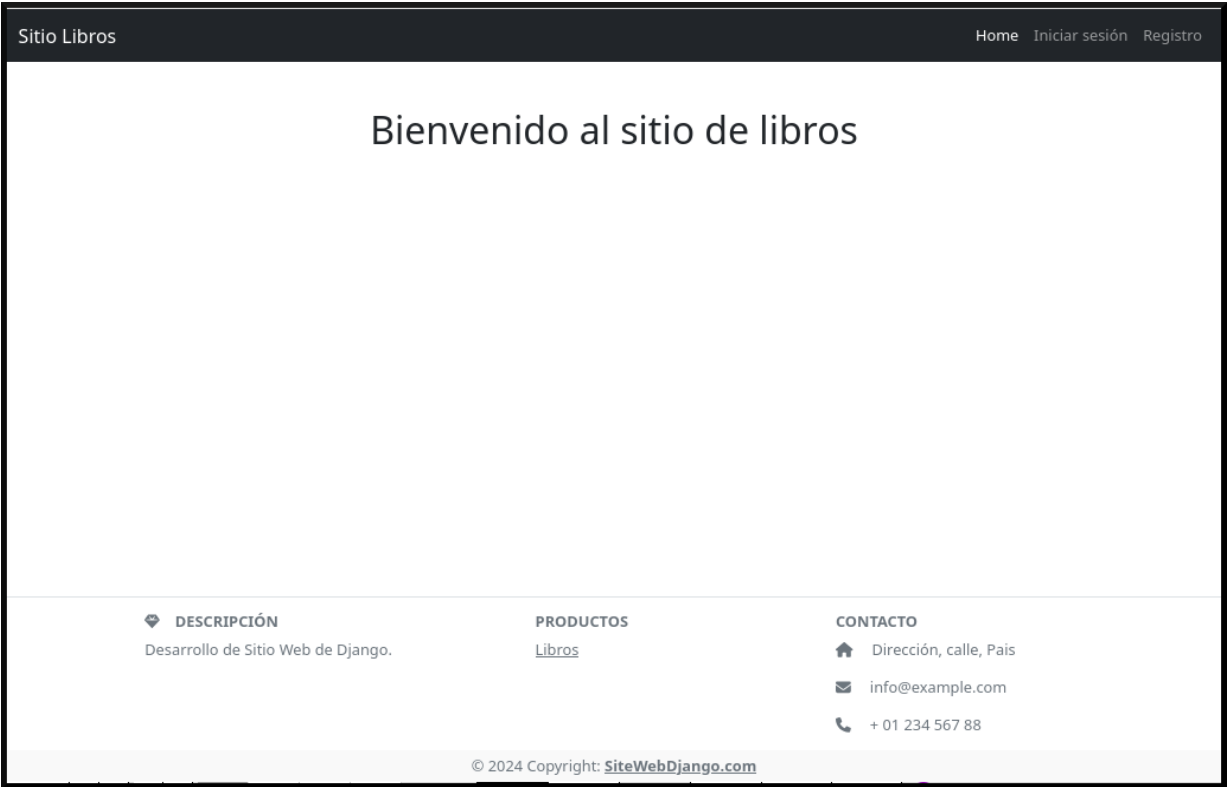 Sitio Libros
Home Iniciar sesión Registro
Bienvenido al sitio de libros
DESCRIPCIÓN
Desarrollo de Sitio Web de Django.
PRODUCTOS
Libros
CONTACTO
Dirección, calle, Pais
info@example.com
+ 01 234 567 88
© 2024 Copyright: SiteWebDjango.com